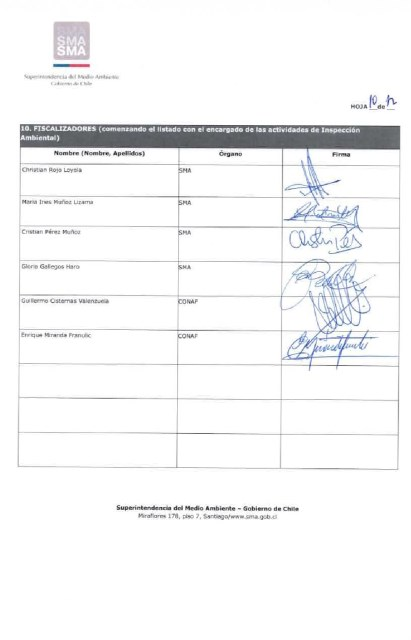 SMA
SMA
SMA
Superintendencia del Medio Ambiente
Gobierno de Chile
HOJA 10 de 12
10. FISCALIZADORES (comenzando el listado con el encargado de las actividades de Inspección
Ambiental)
Nombre (Nombre, Apellidos) Órgano Firma
Christian Rojo Loyola SMA
María Ines Muñoz Lizama SMA
Cristian Pérez Muñoz SMA
Gloria Gallegos Haro SMA
Guillermo Cisternas Valenzuela CONAF
Enrique Miranda Franulic CONAF
Superintendencia del Medio Ambiente – Gobierno de Chile
Miraflores 178, piso 7, Santiago/www.sma.gob.cl